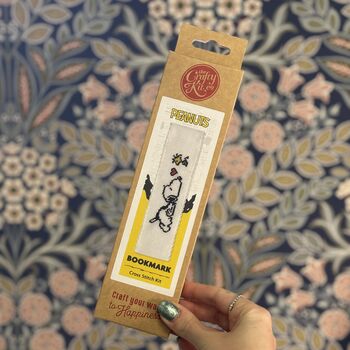 the
Crafty
Kit Co
PEANUTS
BOOKMARK
Cross Stitch Kit
Craft your way
to Happiness